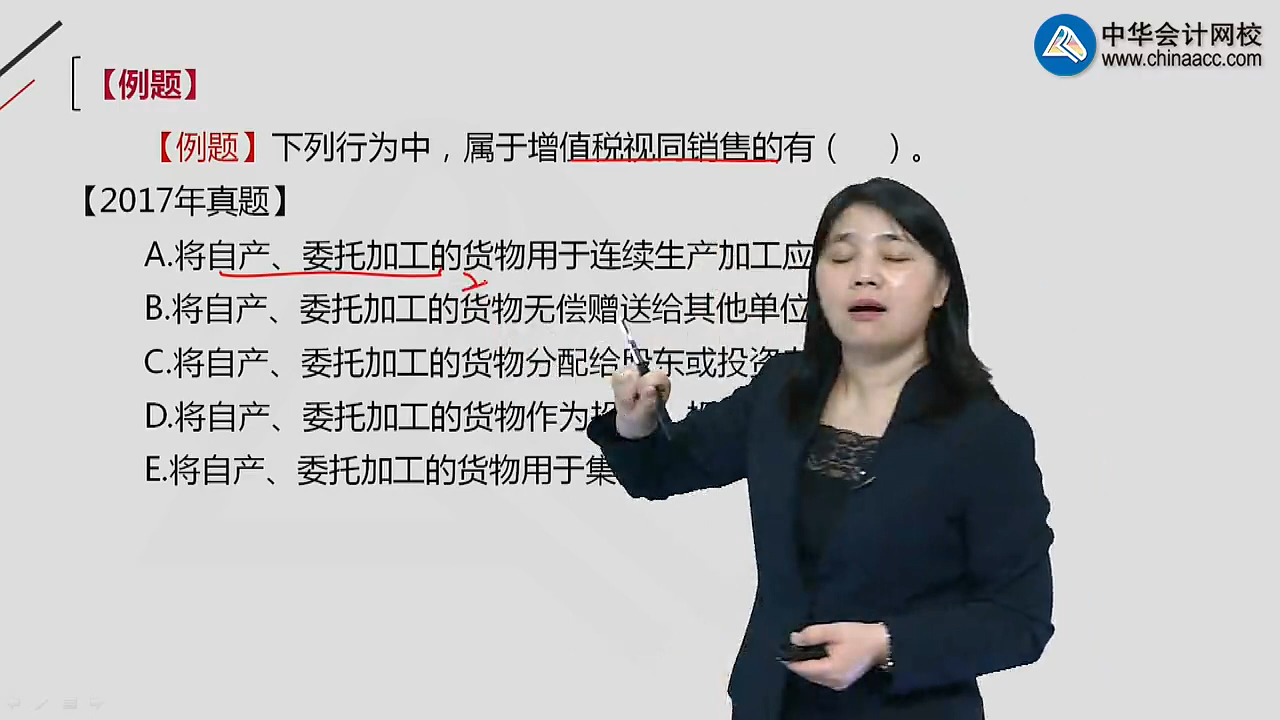 中华会计网校
www.chinaacc.com
【例题】
【例题】下列行为中，属于增值税视同销售的有（ ）。
【2017年真题】
A.将自产、委托加工的货物用于连续生产加工应
B.将自产、委托加工的货物无偿赠送给其他单位
C.将自产、委托加工的货物分配给股东或投资
D.将自产、委托加工的货物作为
E.将自产、委托加工的货物用于集